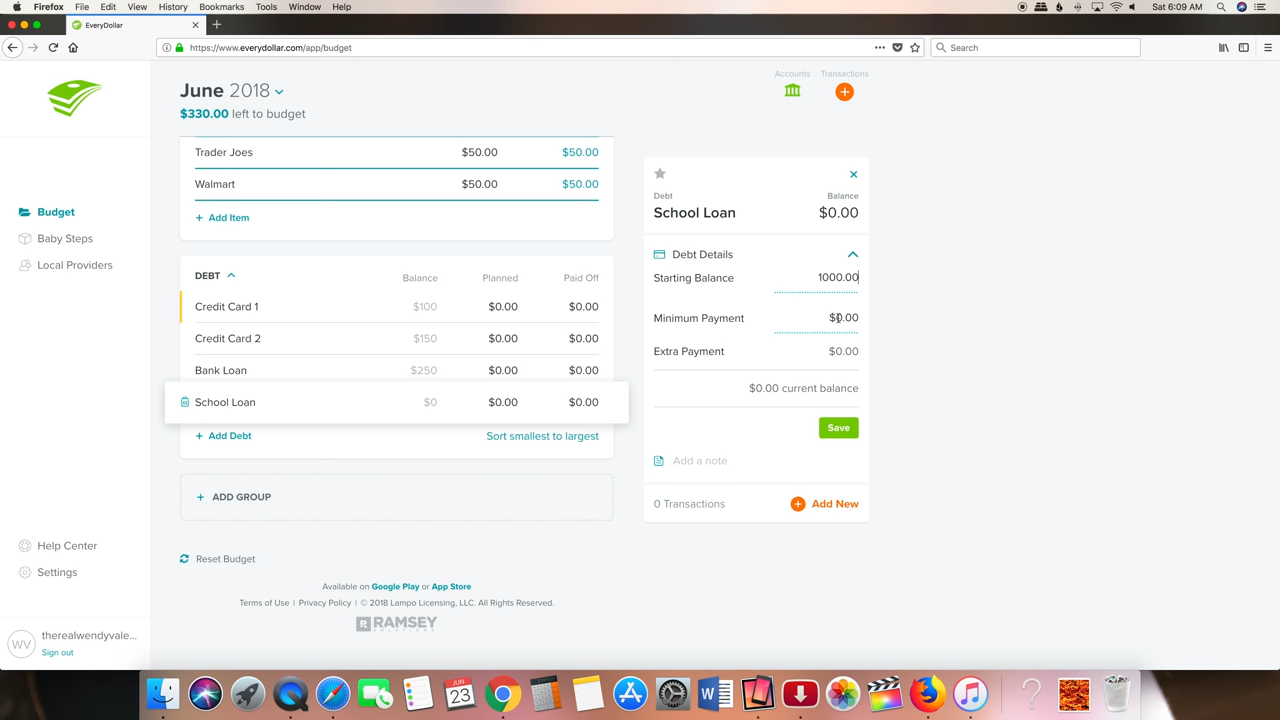 Firefox File Edit View History Bookmarks Tools Window Help Sat 6:09 AM
EveryDollar
https://www.everydollar.com/app/budget
Search
June 2018
$330.00 left to budget
Accounts Transactions
Budget
Baby Steps
Local Providers
Help Center
Settings
WV therealwendyvale...
Sign out
Trader Joes $50.00 $50.00
Walmart $50.00 $50.00
+ Add Item
DEBT Balance Planned Paid Off
Credit Card 1 $100 $0.00 $0.00
Credit Card 2 $150 $0.00 $0.00
Bank Loan $250 $0.00 $0.00
School Loan $0 $0.00 $0.00
+ Add Debt Sort smallest to largest
+ ADD GROUP
Reset Budget
Available on Google Play or App Store
Terms of Use | Privacy Policy | © 2018 Lampo Licensing, LLC. All Rights Reserved.
R RAMSEY
SOLUTIONS
Debt Balance
School Loan $0.00
Debt Details
Starting Balance 1000.00
Minimum Payment $0.00
Extra Payment $0.00
$0.00 current balance
Save
Add a note
0 Transactions + Add New
JUN
23